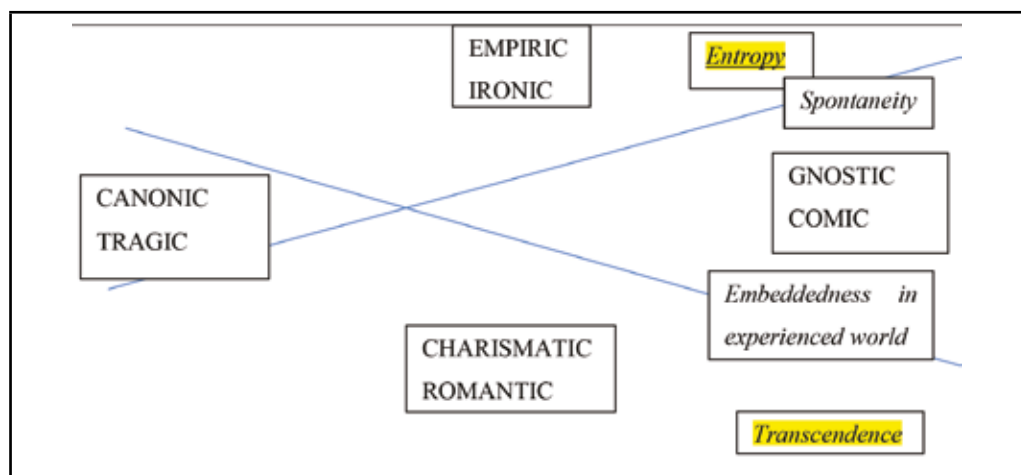 EMPIRIC
IRONIC
Entropy
Spontaneity
CANONIC
TRAGIC
GNOSTIC
COMIC
Embeddedness in
experienced world
CHARISMATIC
ROMANTIC
Transcendence